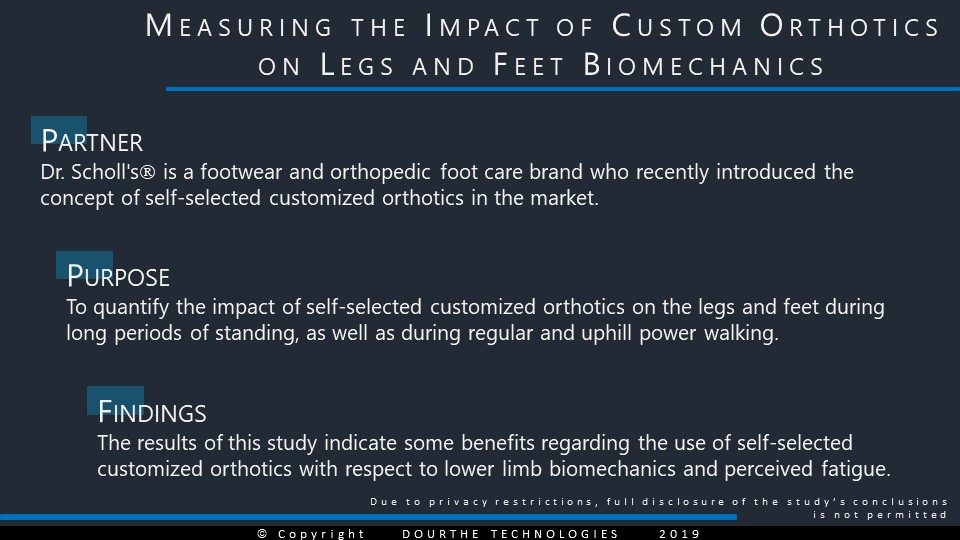 Measuring the Impact of Custom Orthotics
on Legs and Feet Biomechanics
Partner
Dr. Scholl's® is a footwear and orthopedic foot care brand who recently introduced the
concept of self-selected customized orthotics in the market.
Purpose
To quantify the impact of self-selected customized orthotics on the legs and feet during
long periods of standing, as well as during regular and uphill power walking.
Findings
The results of this study indicate some benefits regarding the use of self-selected
customized orthotics with respect to lower limb biomechanics and perceived fatigue.
Due to privacy restrictions, full disclosure of the study's conclusions
is not permitted
© Copyright DOURTHE TECHNOLOGIES 2019